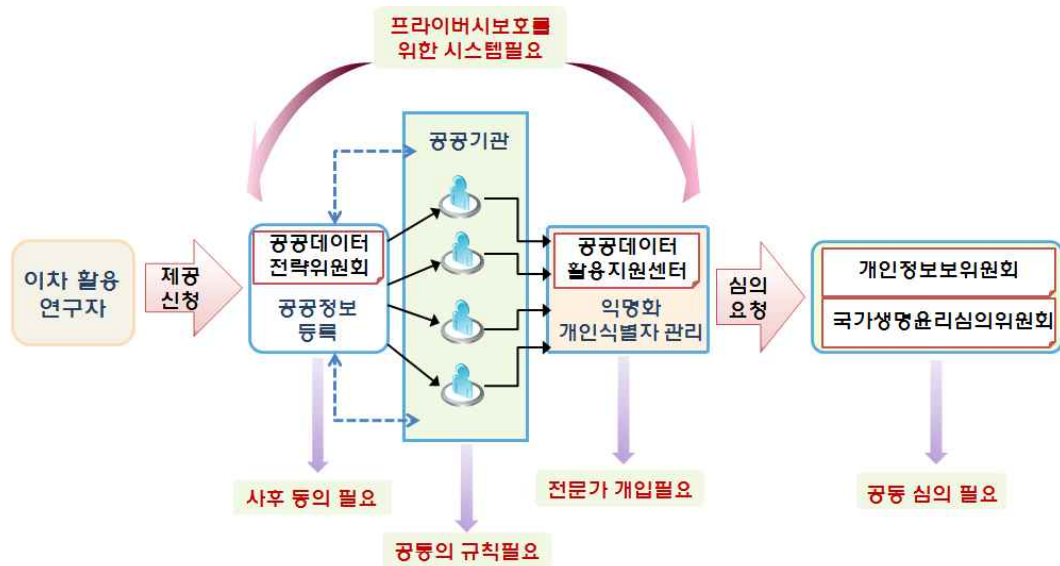 프라이버시보호를
위한 시스템필요
공공기관
이차 활용
연구자
제공
신청
공공데이터
전략위원회
공공정보
등록
공공데이터
활용지원센터
익명화
개인식별자 관리
심의
요청
개인정보보위원회
국가생명윤리심의위원회
사후 동의 필요
공통의 규칙필요
전문가 개입필요
공동 심의 필요